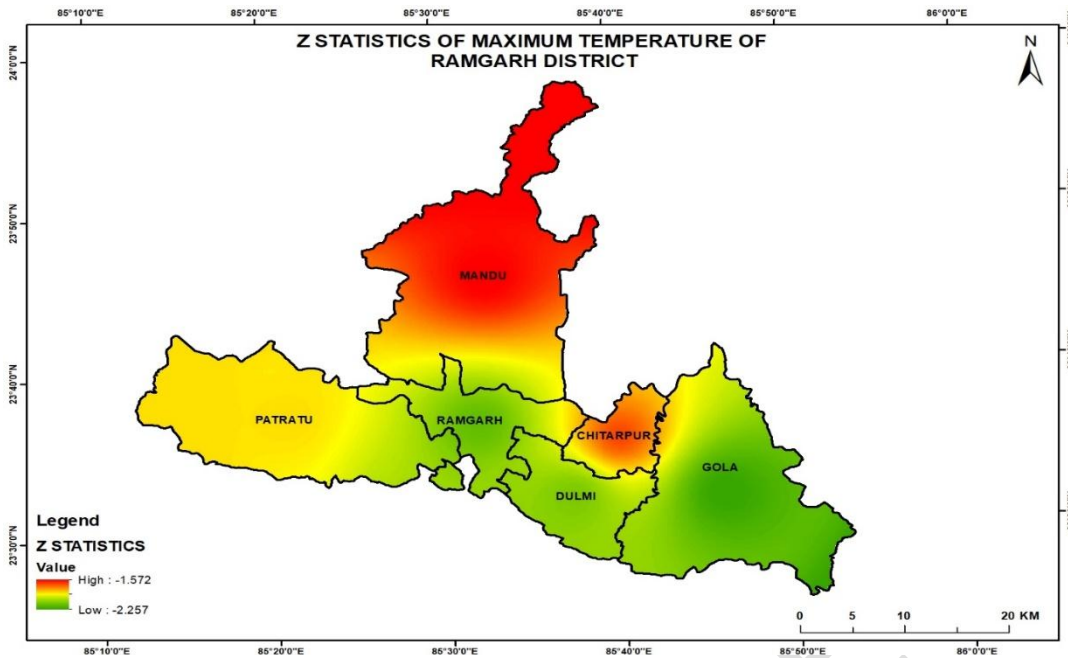 85°10'0"E 85°20'0"E 85°30'0"E 85°40'0"E 85°50'0"E 86°0'0"E
Z STATISTICS OF MAXIMUM TEMPERATURE OF
RAMGARH DISTRICT
N
24°0'0"N
23°50'0"N
MANDU
23°40'0"N
PATRATU
RAMGARH
CHITARPUR
GOLA
DULMI
23°30'0"N
Legend
Z STATISTICS
Value
High : -1.572
Low : -2.257
0 5 10 20 KM
85°10'0"E 85°20'0"E 85°30'0"E 85°40'0"E 85°50'0"E 86°0'0"E